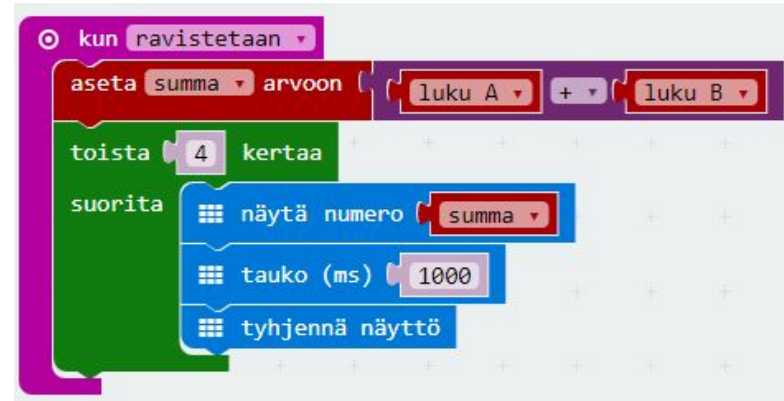 kun ravistetaan
aseta summa arvoon luku A + luku B
toista 4 kertaa
suorita
näytä numero summa
tauko (ms) 1000
tyhjennä näyttö